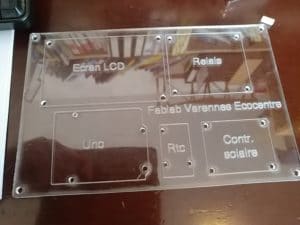 Ecran LCD
Relais
Fablab Varennes Ecocentre
Uno
Rtc
Contr.
solaire